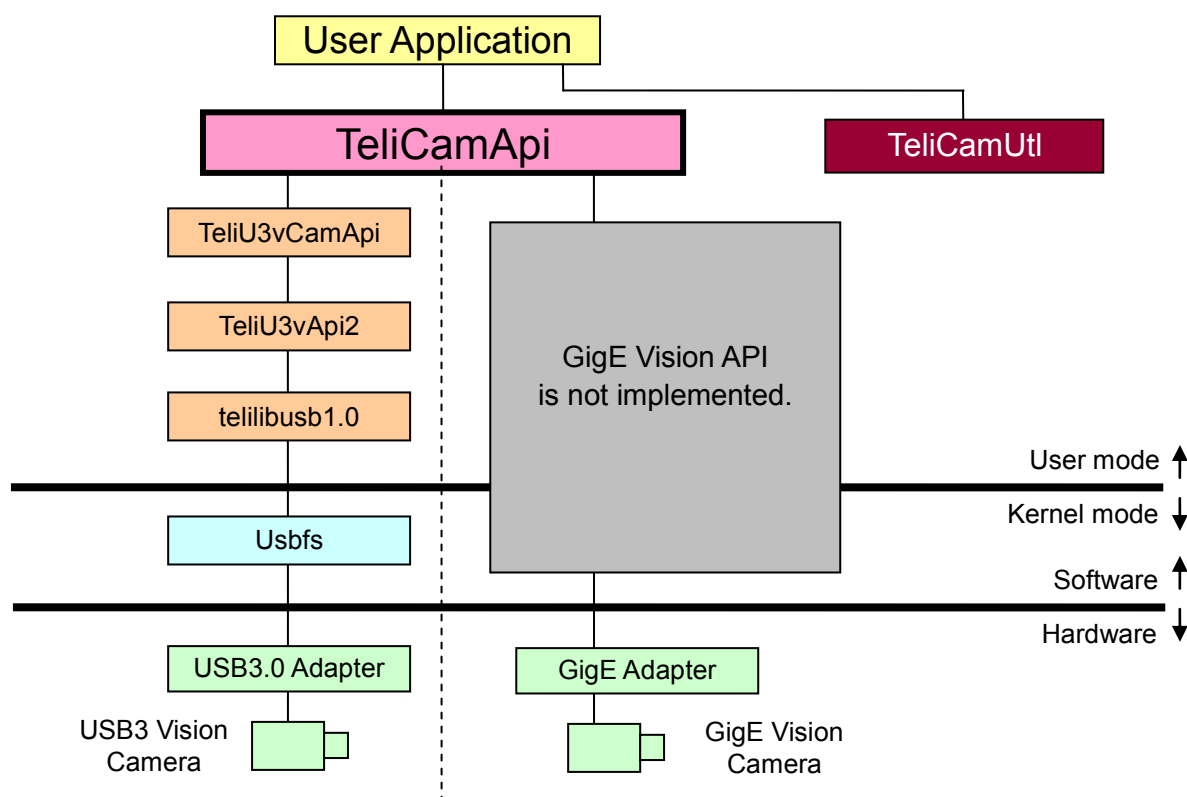 User Application
TeliCamApi
TeliCamUtl
TeliU3vCamApi
TeliU3vApi2
telilibusb1.0
GigE Vision API
is not implemented.
User mode
Kernel mode
Usbfs
Software
Hardware
USB3.0 Adapter
GigE Adapter
USB3 Vision
Camera
GigE Vision
Camera